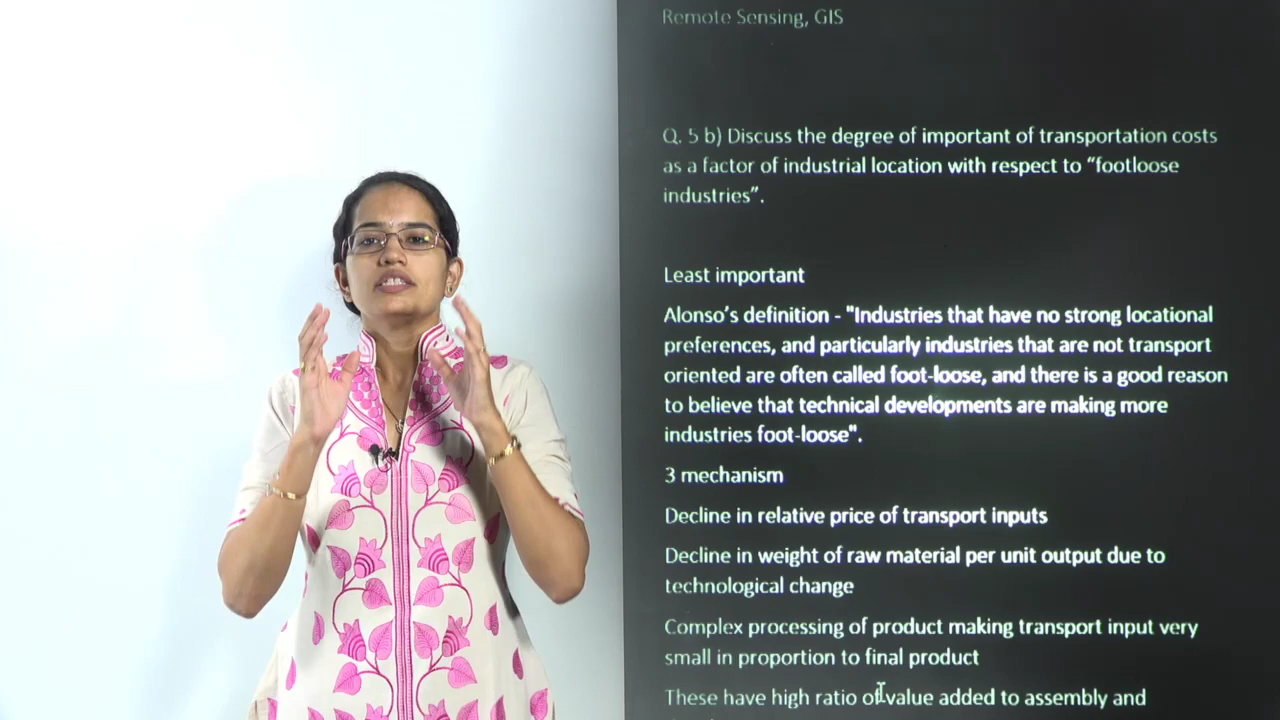 Remote Sensing, GIS
Q. 5 b) Discuss the degree of important of transportation costs
as a factor of industrial location with respect to “footloose
industries”.
Least important
Alonso’s definition - "Industries that have no strong locational
preferences, and particularly industries that are not transport
oriented are often called foot-loose, and there is a good reason
to believe that technical developments are making more
industries foot-loose".
3 mechanism
Decline in relative price of transport inputs
Decline in weight of raw material per unit output due to
technological change
Complex processing of product making transport input very
small in proportion to final product
These have high ratio of value added to assembly and